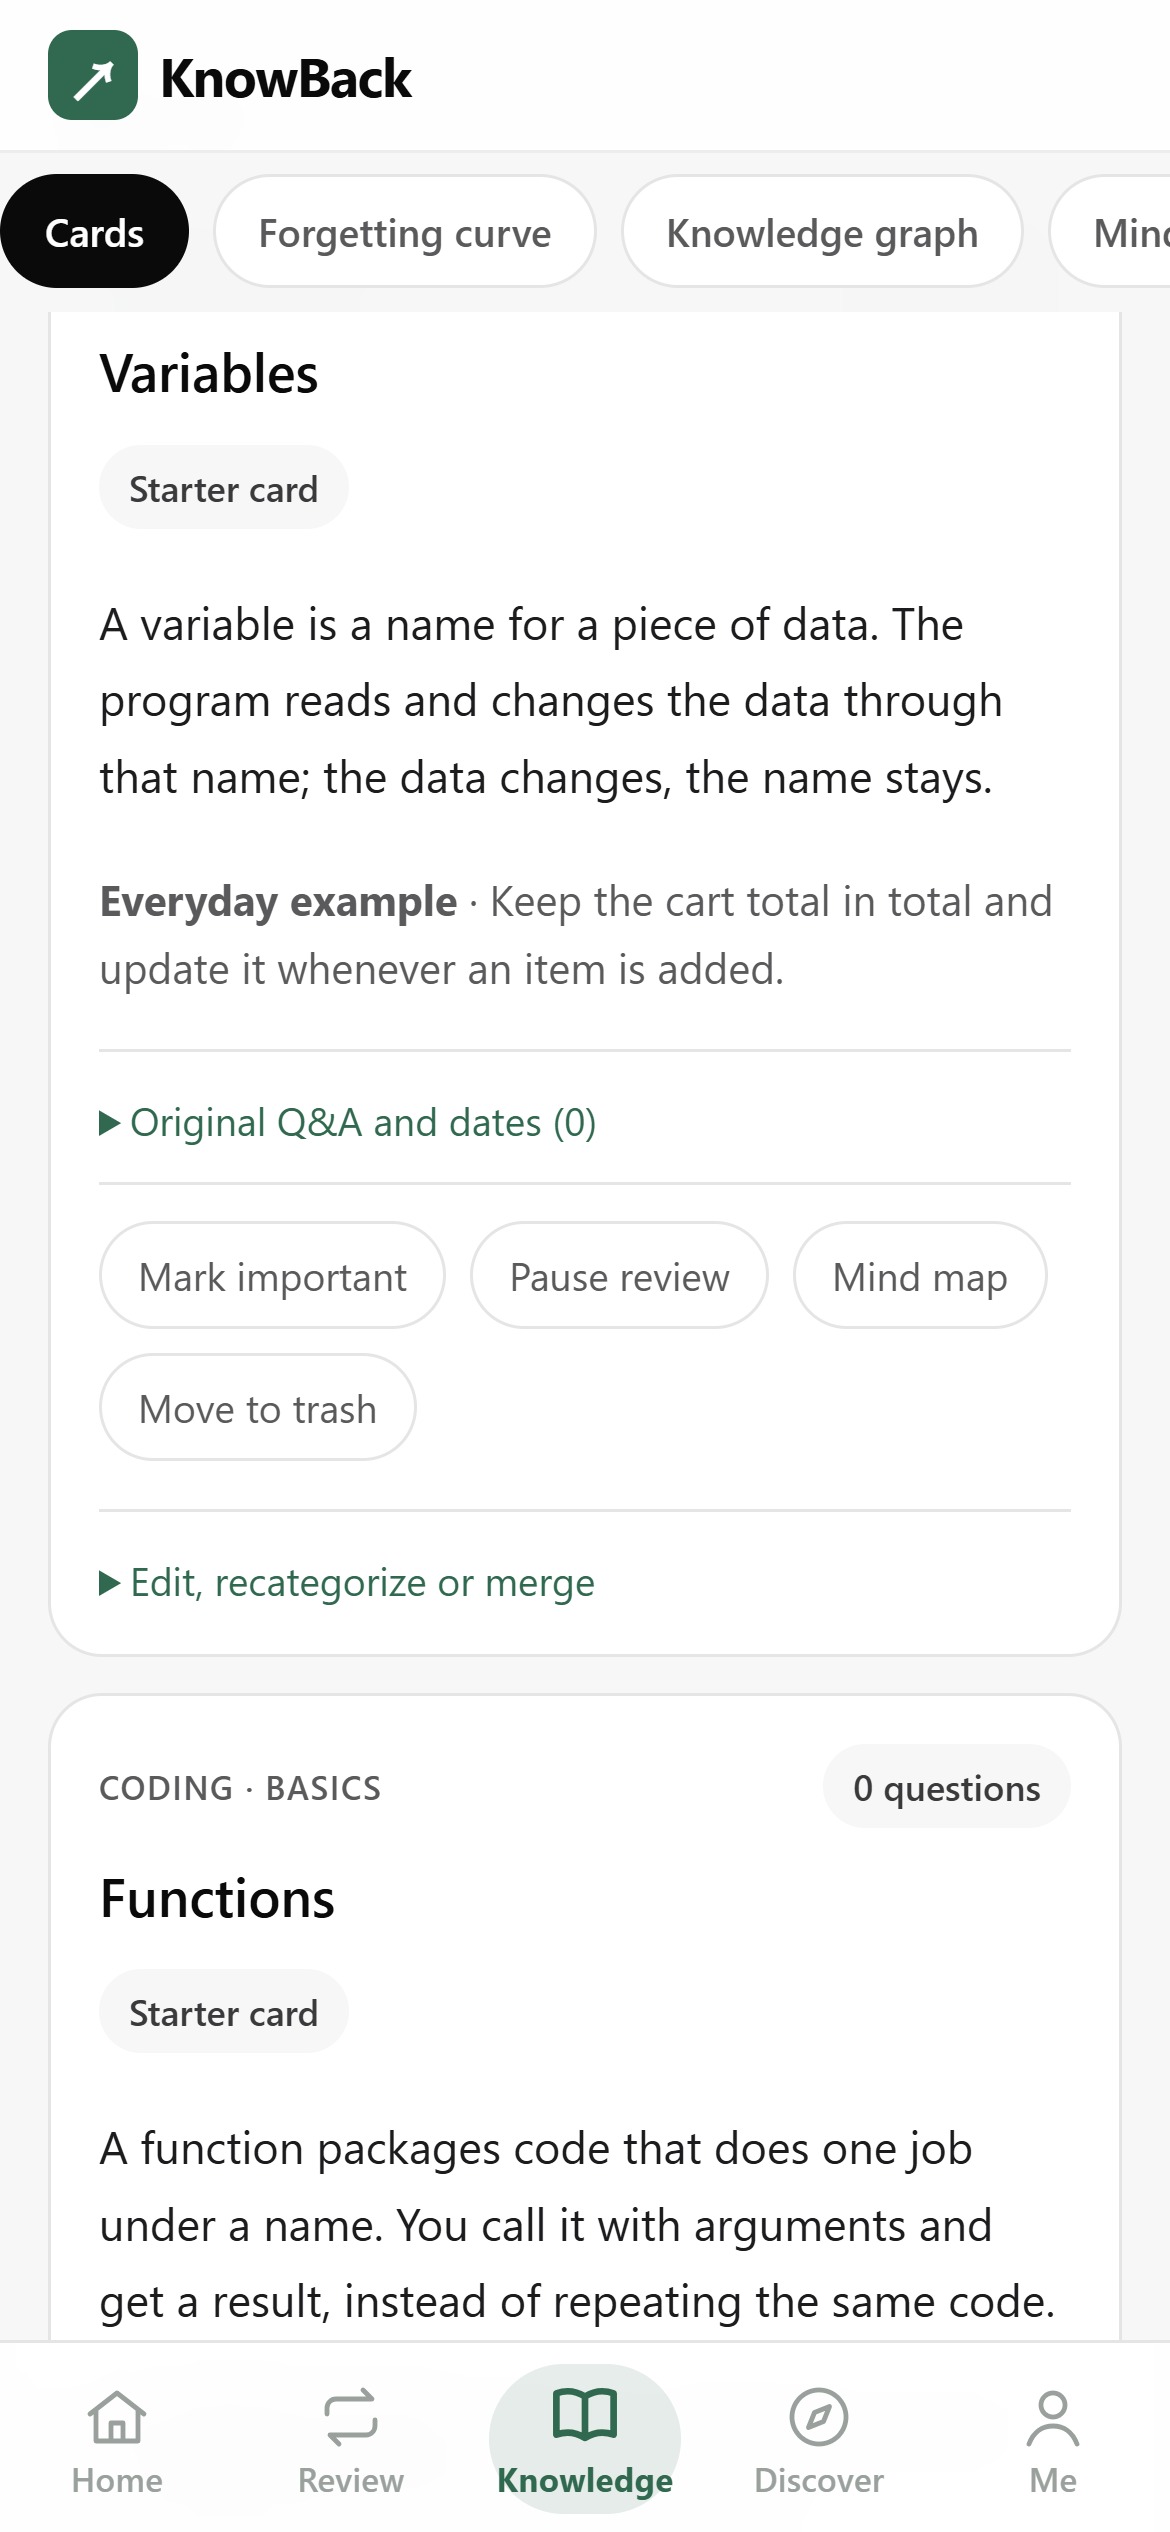 KnowBack
Cards
Forgetting curve
Knowledge graph
Variables
Starter card
A variable is a name for a piece of data. The
program reads and changes the data through
that name; the data changes, the name stays.
Everyday example · Keep the cart total in total and
update it whenever an item is added.
Original Q&A and dates (0)
Mark important
Pause review
Mind map
Move to trash
Edit, recategorize or merge
CODING · BASICS
0 questions
Functions
Starter card
A function packages code that does one job
under a name. You call it with arguments and
get a result, instead of repeating the same code.
Home
Review
Knowledge
Discover
Me